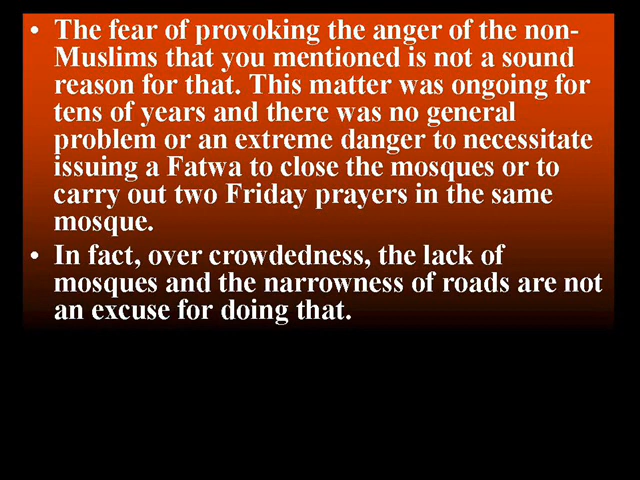 • The fear of provoking the anger of the non-
Muslims that you mentioned is not a sound
reason for that. This matter was ongoing for
tens of years and there was no general
problem or an extreme danger to necessitate
issuing a Fatwa to close the mosques or to
carry out two Friday prayers in the same
mosque.
• In fact, over crowdedness, the lack of
mosques and the narrowness of roads are not
an excuse for doing that.